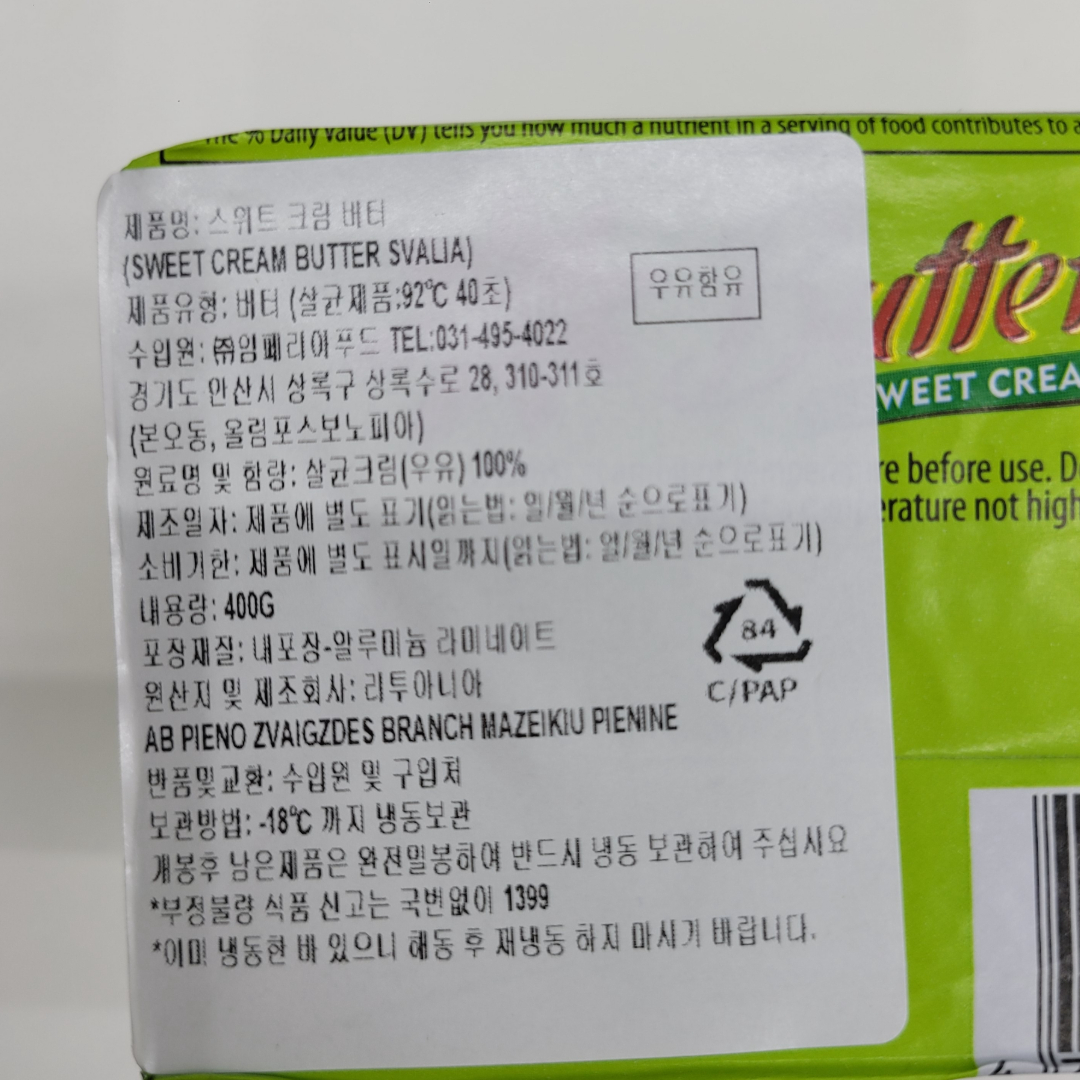 % Daily Value (DV) tells you how much a nutrient in a serving of food contributes to a
제품명: 스위트 크림 버터
(SWEET CREAM BUTTER SVALIA)
제품유형: 버터 (살균제품:92℃ 40초)
우유함유
수입원: ㈜임페리어푸드 TEL:031-495-4022
경기도 안산시 상록구 상록수로 28, 310-311호
(본오동, 올림포스보노피아)
원료명 및 함량: 살균크림(우유) 100%
제조일자: 제품에 별도 표기(읽는법: 일/월/년 순으로표기)
소비기한: 제품에 별도 표시일까지(읽는법: 일/월/년 순으로표기)
내용량: 400G
포장재질: 내포장-알루미늄 라미네이트
원산지 및 제조회사: 리투아니아
AB PIENO ZVAIGZDES BRANCH MAZEIKIU PIENINE
반품및교환: 수입원 및 구입처
보관방법: -18℃ 까지 냉동보관
개봉후 남은제품은 완전밀봉하여 반드시 냉동 보관하여 주십시요
*부정불량 식품 신고는 국번없이 1399
*이미 냉동한 바 있으니 해동 후 재냉동 하지 마시기 바랍니다.
84
C/PAP
utter
WEET CREA
re before use. D
erature not high